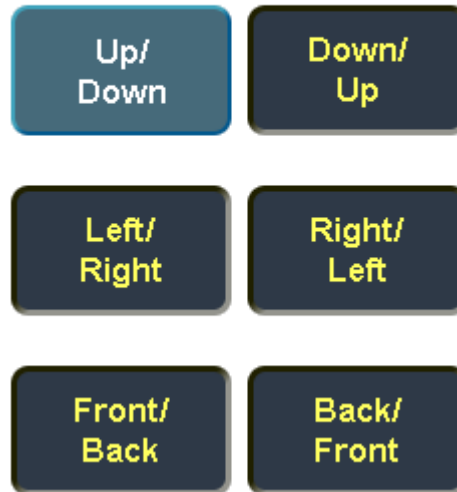 Up/
Down
Down/
Up
Left/
Right
Right/
Left
Front/
Back
Back/
Front